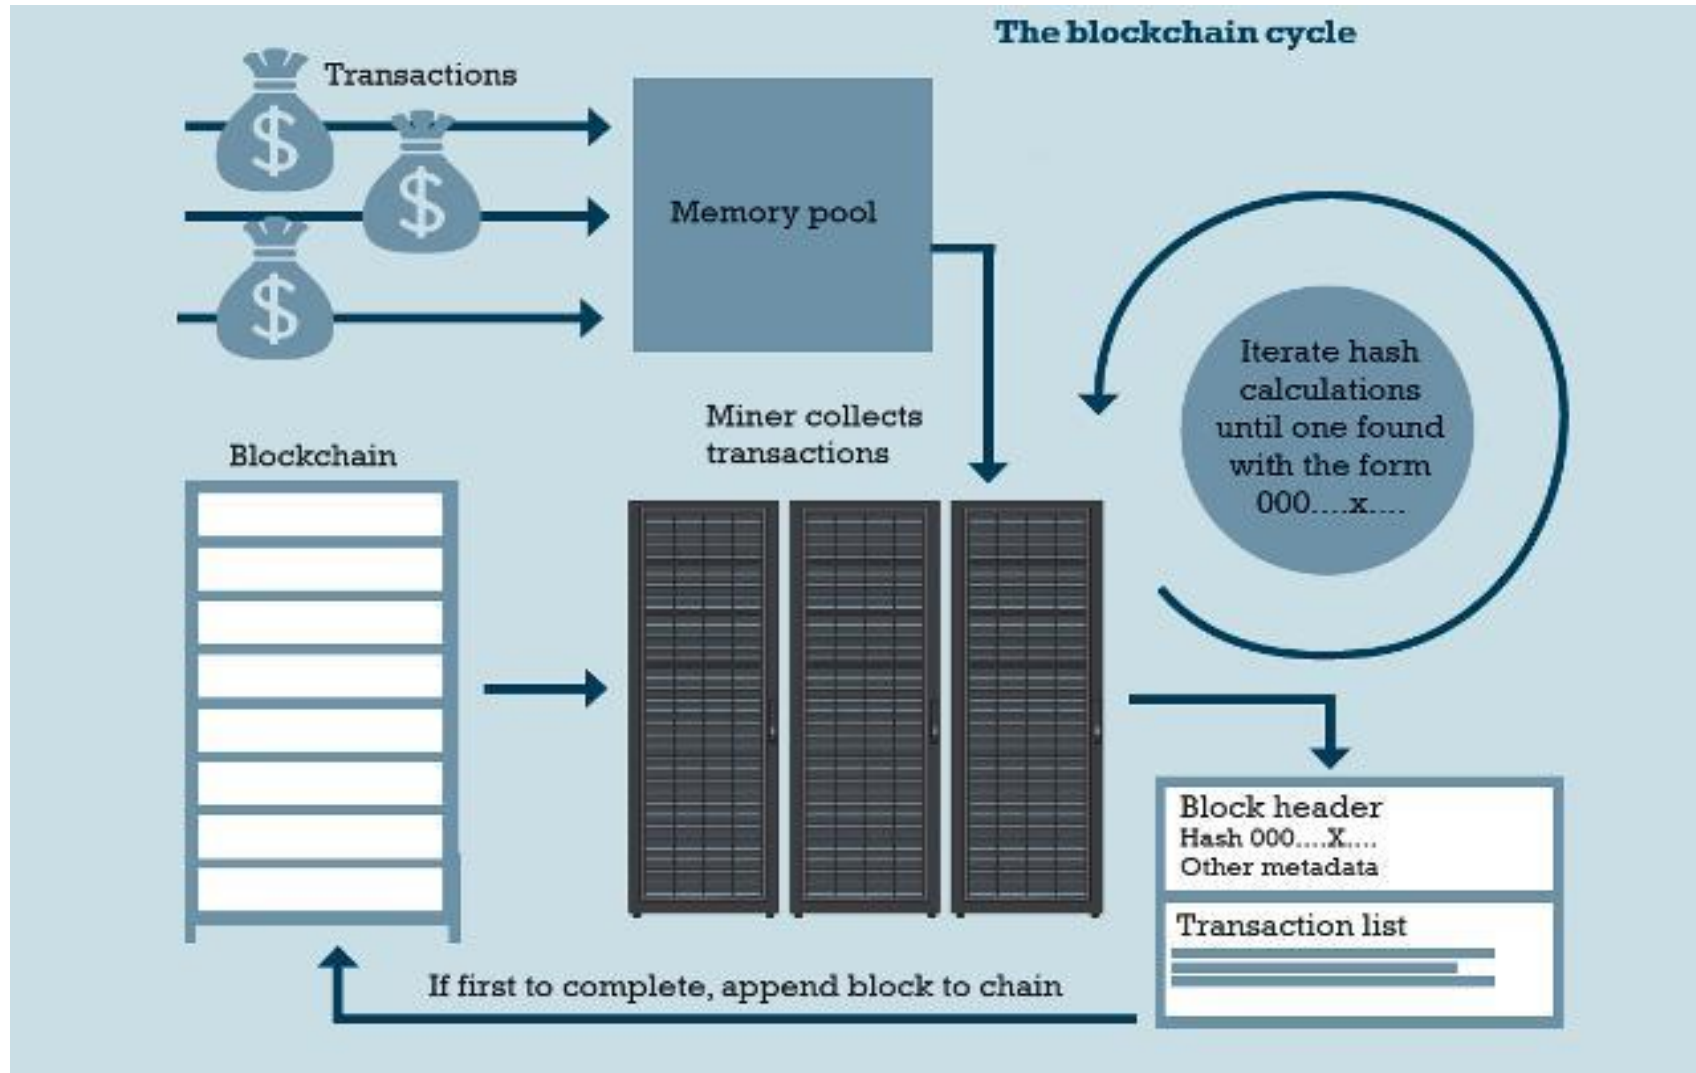 The blockchain cycle
Transactions
$
$
$
Memory pool
Miner collects
transactions
Iterate hash
calculations
until one found
with the form
000....x....
Blockchain
Block header
Hash 000....X....
Other metadata
Transaction list
If first to complete, append block to chain